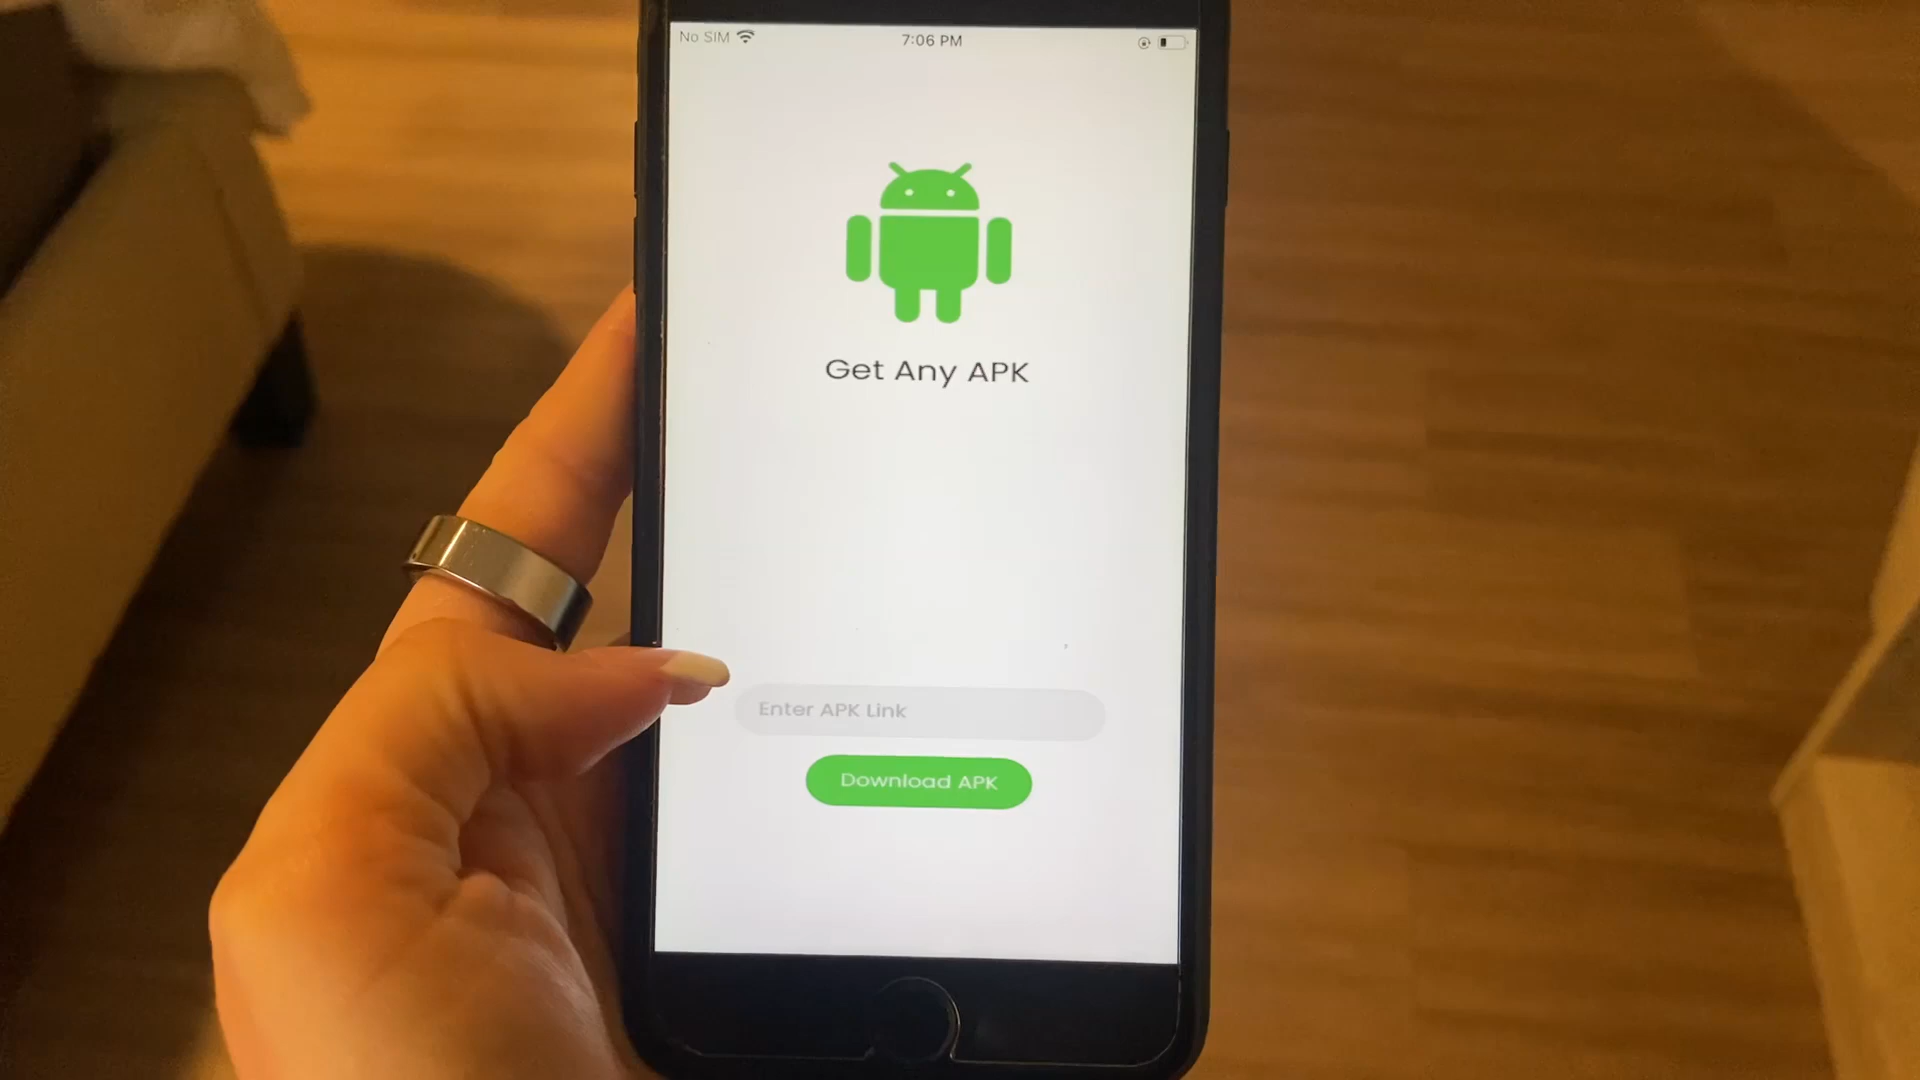 No SIM
7:06 PM
Get Any APK
Enter APK Link
Download APK